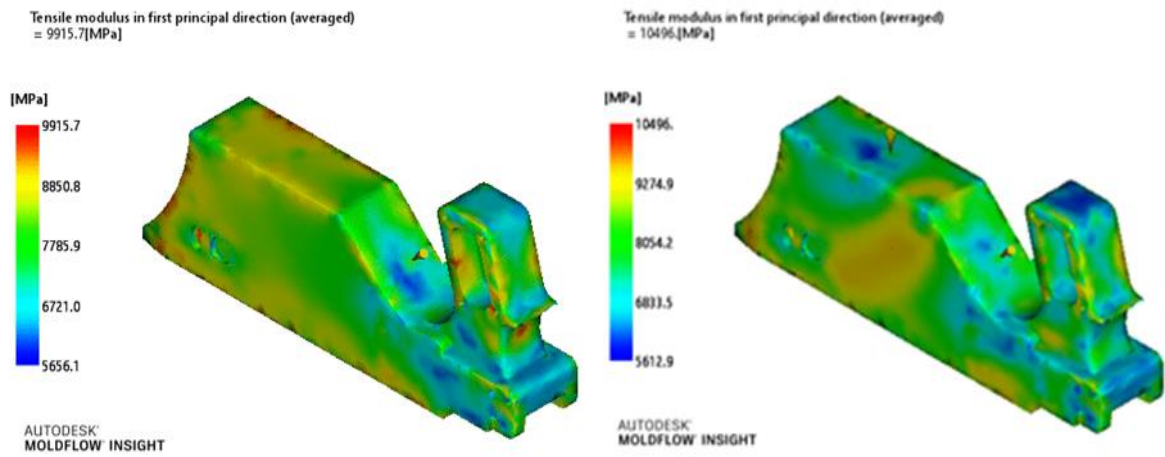 Tensile modulus in first principal direction (averaged)
= 9915.7[MPa]
[MPa]
9915.7
8850.8
7785.9
6721.0
5656.1
AUTODESK'
MOLDFLOW' INSIGHT
Tensile modulus in first principal direction (averaged)
= 10496.[MPa]
[MPa]
10496.
9274.9
8054.2
6833.5
5612.9
AUTODESK'
MOLDFLOW' INSIGHT